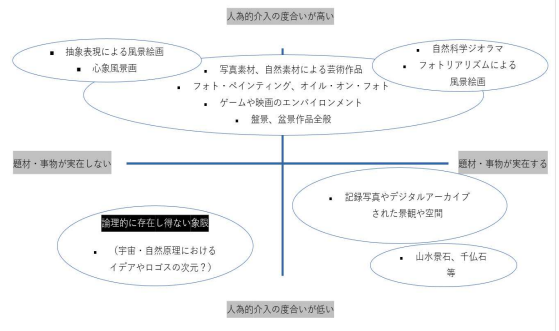 人為的介入の度合いが高い
▪ 抽象表現による風景絵画
▪ 心象風景画
▪ 写真素材、自然素材による芸術作品
▪ フォト・ペインティング、オイル・オン・フォト
▪ ゲームや映画のエンバイロンメント
▪ 盤景、盆景作品全般
▪ 自然科学ジオラマ
▪ フォトリアリズムによる
風景絵画
題材・事物が実在しない
題材・事物が実在する
論理的に存在し得ない象限
▪ （宇宙・自然原理における
イデアやロゴスの次元？）
▪ 記録写真やデジタルアーカイブ
された景観や空間
▪ 山水景石、千仏石
等
人為的介入の度合いが低い